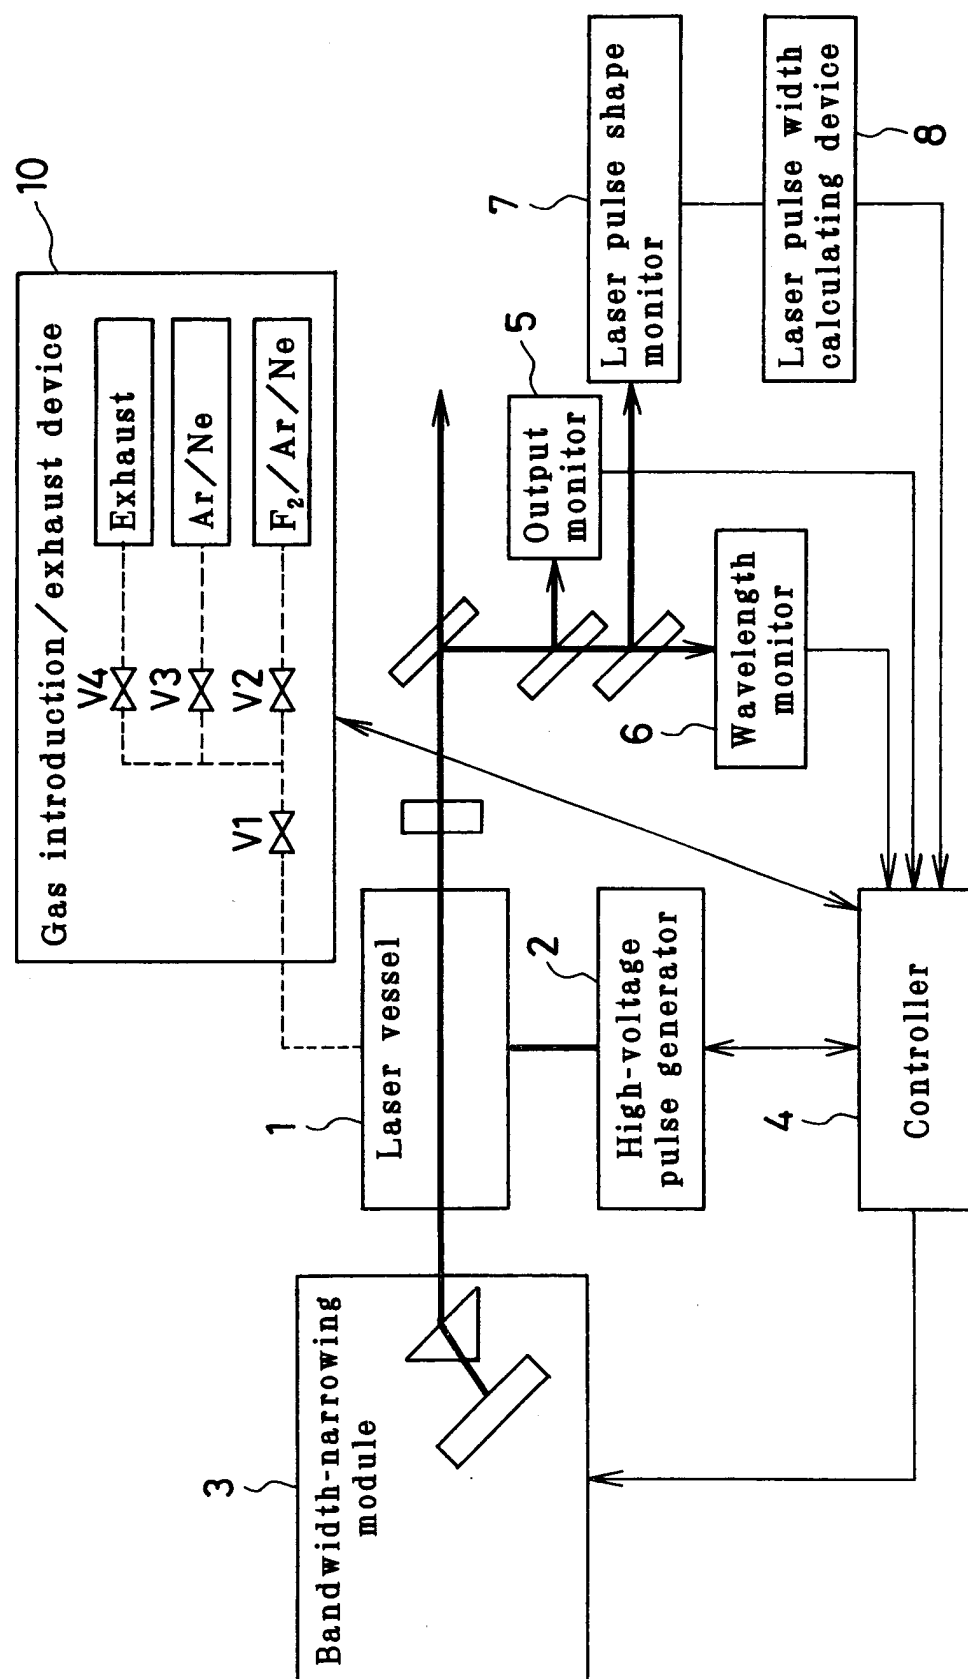 10
Gas introduction/exhaust device
Exhaust
Ar/Ne
F₂/Ar/Ne
V4
V3
V2
V1
3
Bandwidth-narrowing
module
1
Laser vessel
2
High-voltage
pulse generator
4
Controller
5
Output
monitor
6
Wavelength
monitor
7
Laser pulse shape
monitor
Laser pulse width
calculating device
8